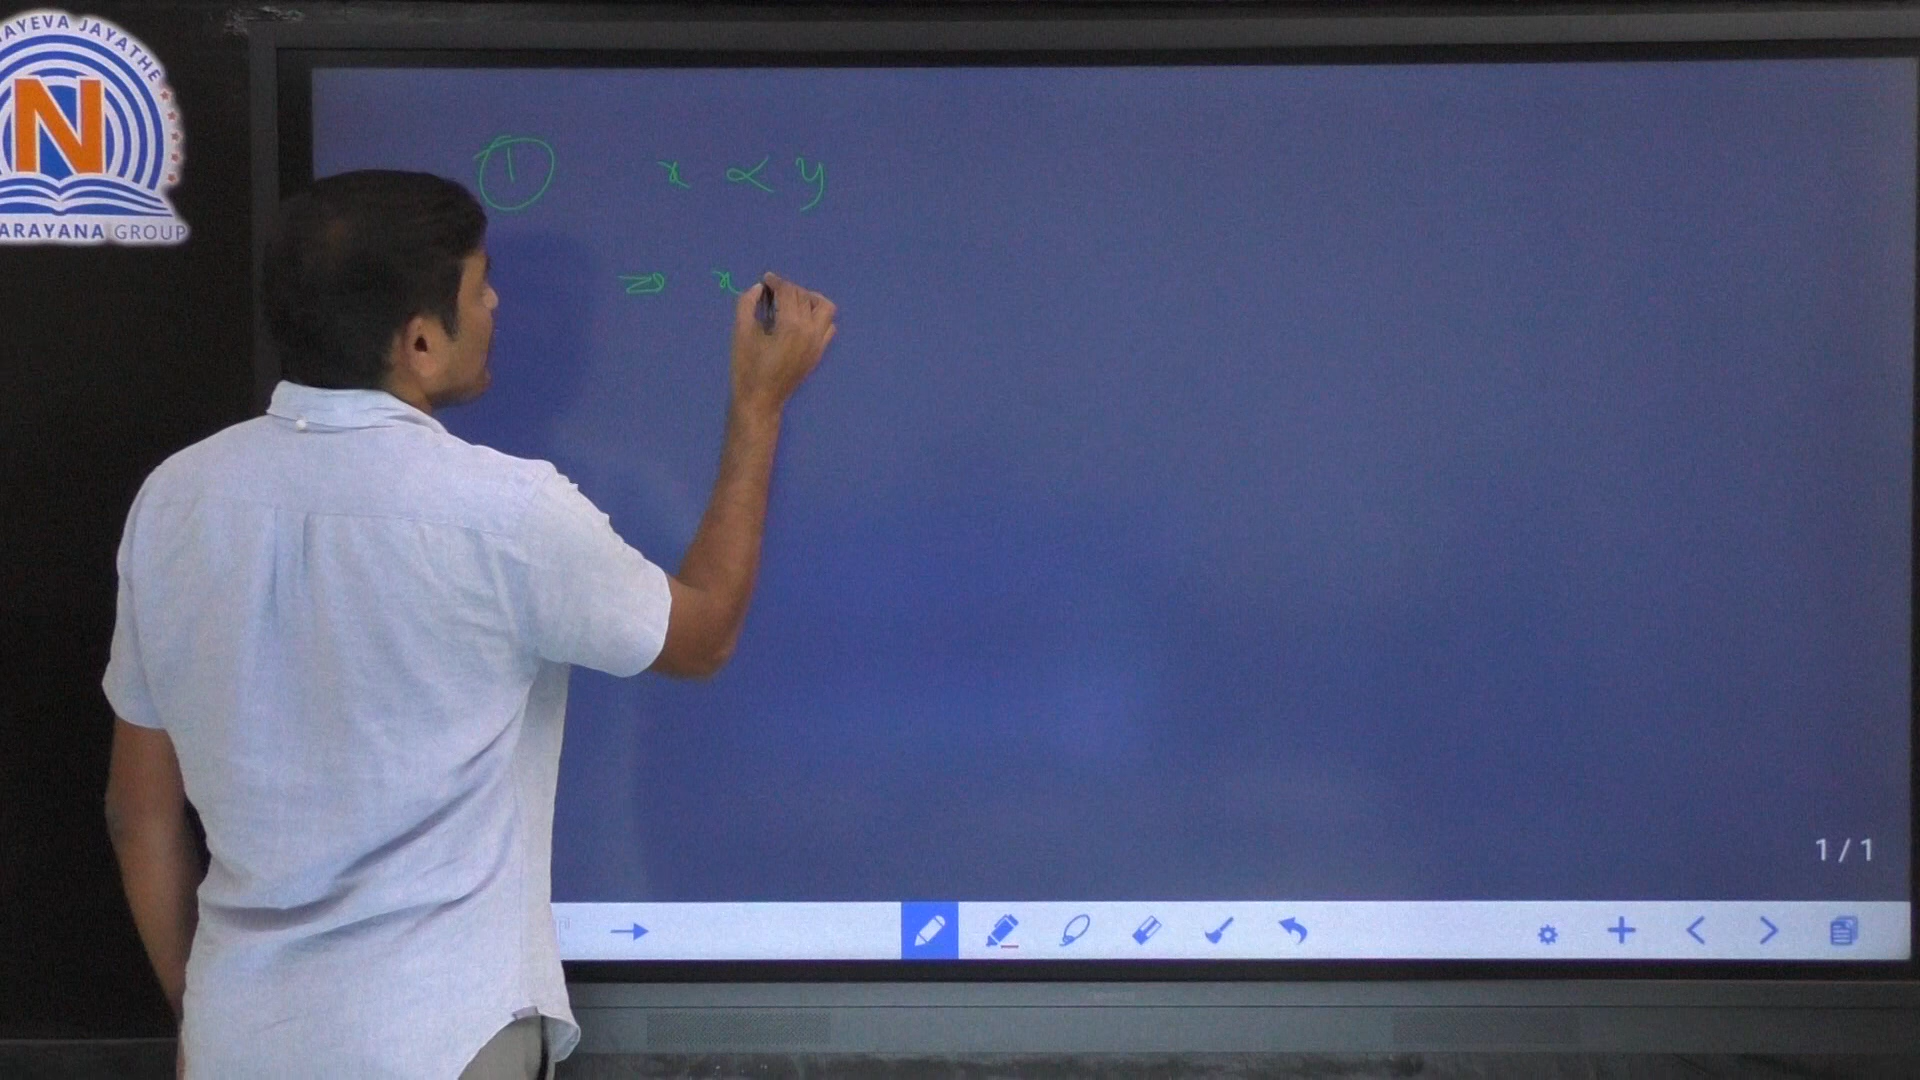 AYEVA JAYATHE
N
ARAYANA GROUP
① x ∝ y
⇒ x
1/1